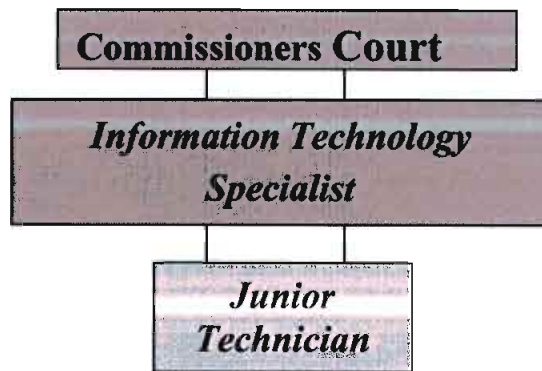 Commissioners Court
Information Technology
Specialist
Junior
Technician